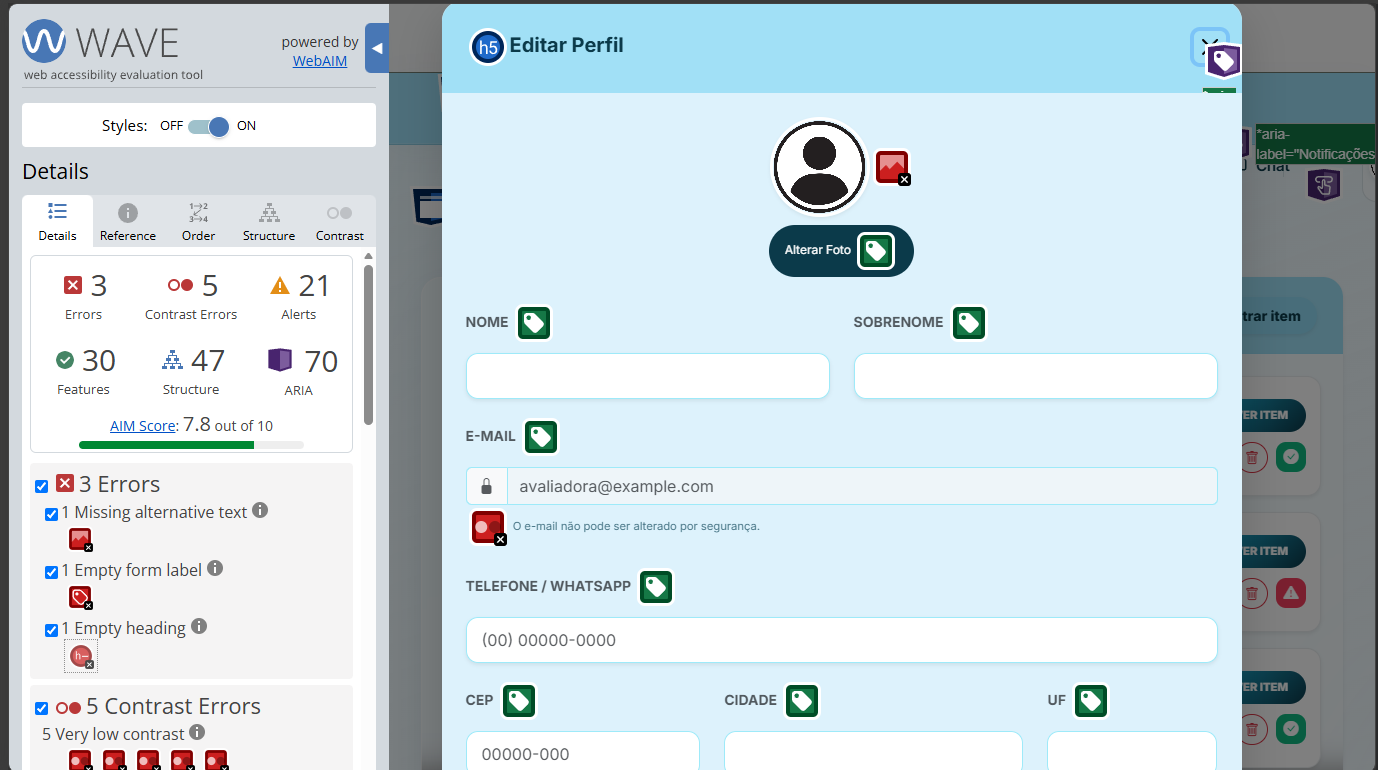 WAVE
web accessibility evaluation tool
powered by
WebAIM
Styles: OFF ON
Details
Details Reference Order Structure Contrast
3 Errors
5 Contrast Errors
21 Alerts
30 Features
47 Structure
70 ARIA
AIM Score: 7.8 out of 10
3 Errors
1 Missing alternative text
1 Empty form label
1 Empty heading
5 Contrast Errors
5 Very low contrast
h5 Editar Perfil
Alterar Foto
NOME
SOBRENOME
E-MAIL
avaliadora@example.com
O e-mail não pode ser alterado por segurança.
TELEFONE / WHATSAPP
(00) 00000-0000
CEP
CIDADE
UF
00000-000
*aria-
label="Notificações
Chat
trar item
ER ITEM
ER ITEM
ER ITEM